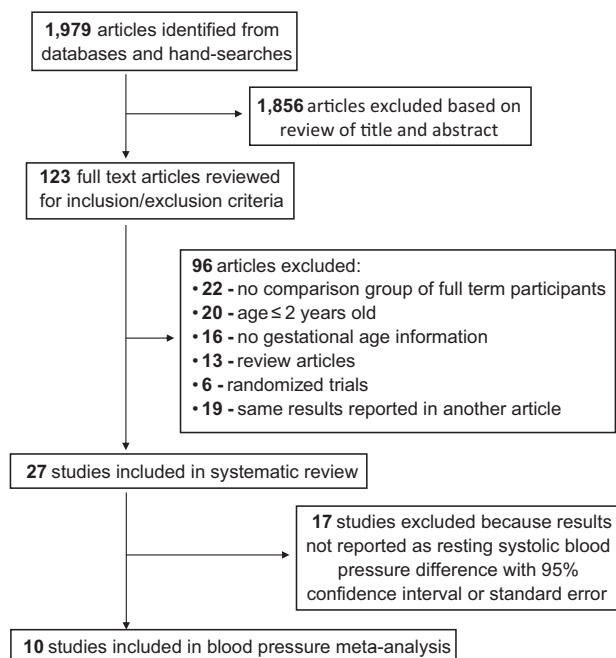 1,979 articles identified from
databases and hand-searches
1,856 articles excluded based on
review of title and abstract
123 full text articles reviewed
for inclusion/exclusion criteria
96 articles excluded:
• 22 - no comparison group of full term participants
• 20 - age ≤ 2 years old
• 16 - no gestational age information
• 13 - review articles
• 6 - randomized trials
• 19 - same results reported in another article
27 studies included in systematic review
17 studies excluded because results
not reported as resting systolic blood
pressure difference with 95%
confidence interval or standard error
10 studies included in blood pressure meta-analysis